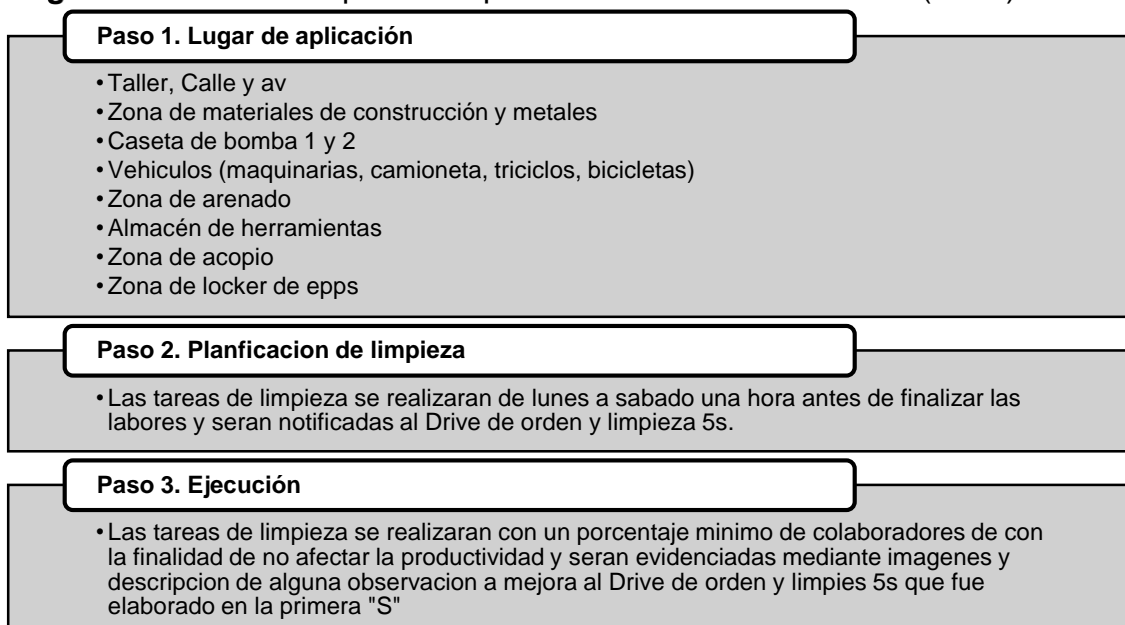 Paso 1. Lugar de aplicación
•Taller, Calle y av
•Zona de materiales de construcción y metales
•Caseta de bomba 1 y 2
•Vehiculos (maquinarias, camioneta, triciclos, bicicletas)
•Zona de arenado
•Almacén de herramientas
•Zona de acopio
•Zona de locker de epps
Paso 2. Planficacion de limpieza
•Las tareas de limpieza se realizaran de lunes a sabado una hora antes de finalizar las
labores y seran notificadas al Drive de orden y limpieza 5s.
Paso 3. Ejecución
•Las tareas de limpieza se realizaran con un porcentaje minimo de colaboradores de con
la finalidad de no afectar la productividad y seran evidenciadas mediante imagenes y
descripcion de alguna observacion a mejora al Drive de orden y limpies 5s que fue
elaborado en la primera "S"